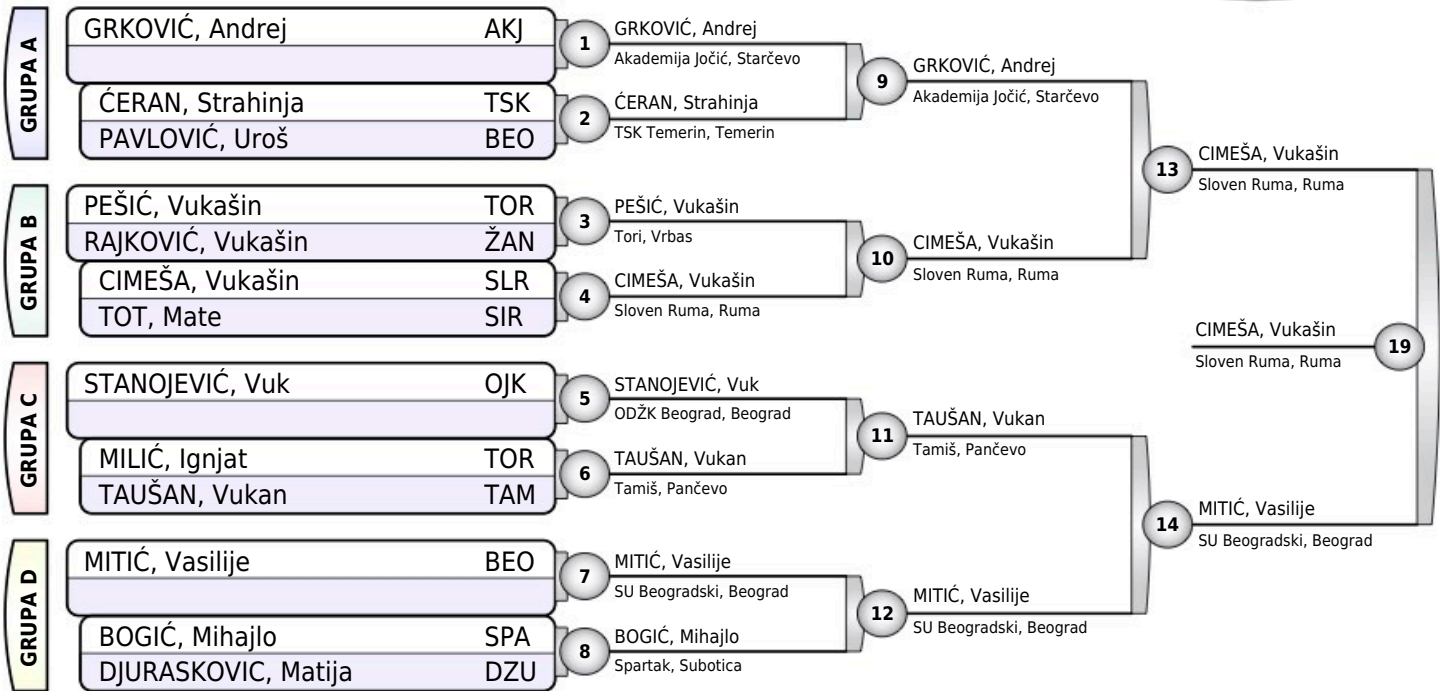 GRUPA A
GRKOVIĆ, Andrej AKJ
ĆERAN, Strahinja TSK
PAVLOVIĆ, Uroš BEO
GRUPA B
PEŠIĆ, Vukašin TOR
RAJKOVIĆ, Vukašin ŽAN
CIMEŠA, Vukašin SLR
TOT, Mate SIR
GRUPA C
STANOJEVIĆ, Vuk OJK
MILIĆ, Ignjat TOR
TAUŠAN, Vukan TAM
GRUPA D
MITIĆ, Vasilije BEO
BOGIĆ, Mihajlo SPA
DJURASKOVIC, Matija DZU
1
GRKOVIĆ, Andrej
Akademija Jočić, Starčevo
2
ĆERAN, Strahinja
TSK Temerin, Temerin
3
PEŠIĆ, Vukašin
Tori, Vrbas
4
CIMEŠA, Vukašin
Sloven Ruma, Ruma
5
STANOJEVIĆ, Vuk
ODŽK Beograd, Beograd
6
TAUŠAN, Vukan
Tamiš, Pančevo
7
MITIĆ, Vasilije
SU Beogradski, Beograd
8
BOGIĆ, Mihajlo
Spartak, Subotica
9
GRKOVIĆ, Andrej
Akademija Jočić, Starčevo
10
CIMEŠA, Vukašin
Sloven Ruma, Ruma
11
TAUŠAN, Vukan
Tamiš, Pančevo
12
MITIĆ, Vasilije
SU Beogradski, Beograd
13
CIMEŠA, Vukašin
Sloven Ruma, Ruma
14
MITIĆ, Vasilije
SU Beogradski, Beograd
CIMEŠA, Vukašin
Sloven Ruma, Ruma
19